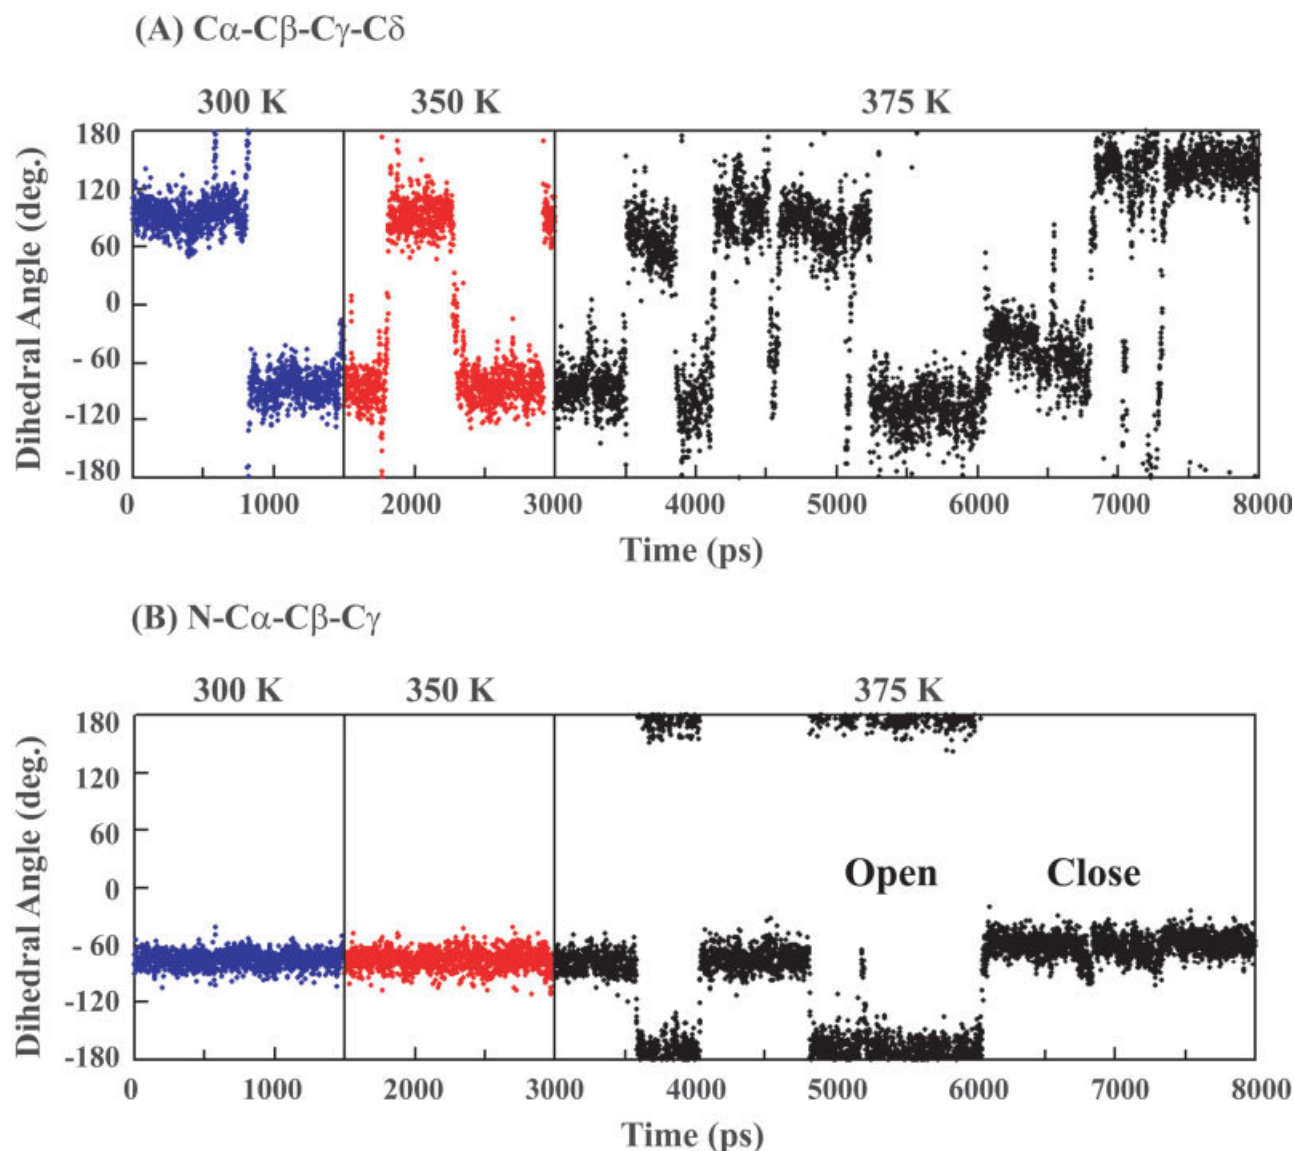 (A) Cα-Cβ-Cγ-Cδ
300 K 350 K 375 K
Dihedral Angle (deg.)
180
120
60
0
- 60
-120
-180
0 1000 2000 3000 4000 5000 6000 7000 8000
Time (ps)
(B) N-Cα-Cβ-Cγ
300 K 350 K 375 K
Dihedral Angle (deg.)
180
120
60
0
- 60
-120
-180
Open Close
0 1000 2000 3000 4000 5000 6000 7000 8000
Time (ps)